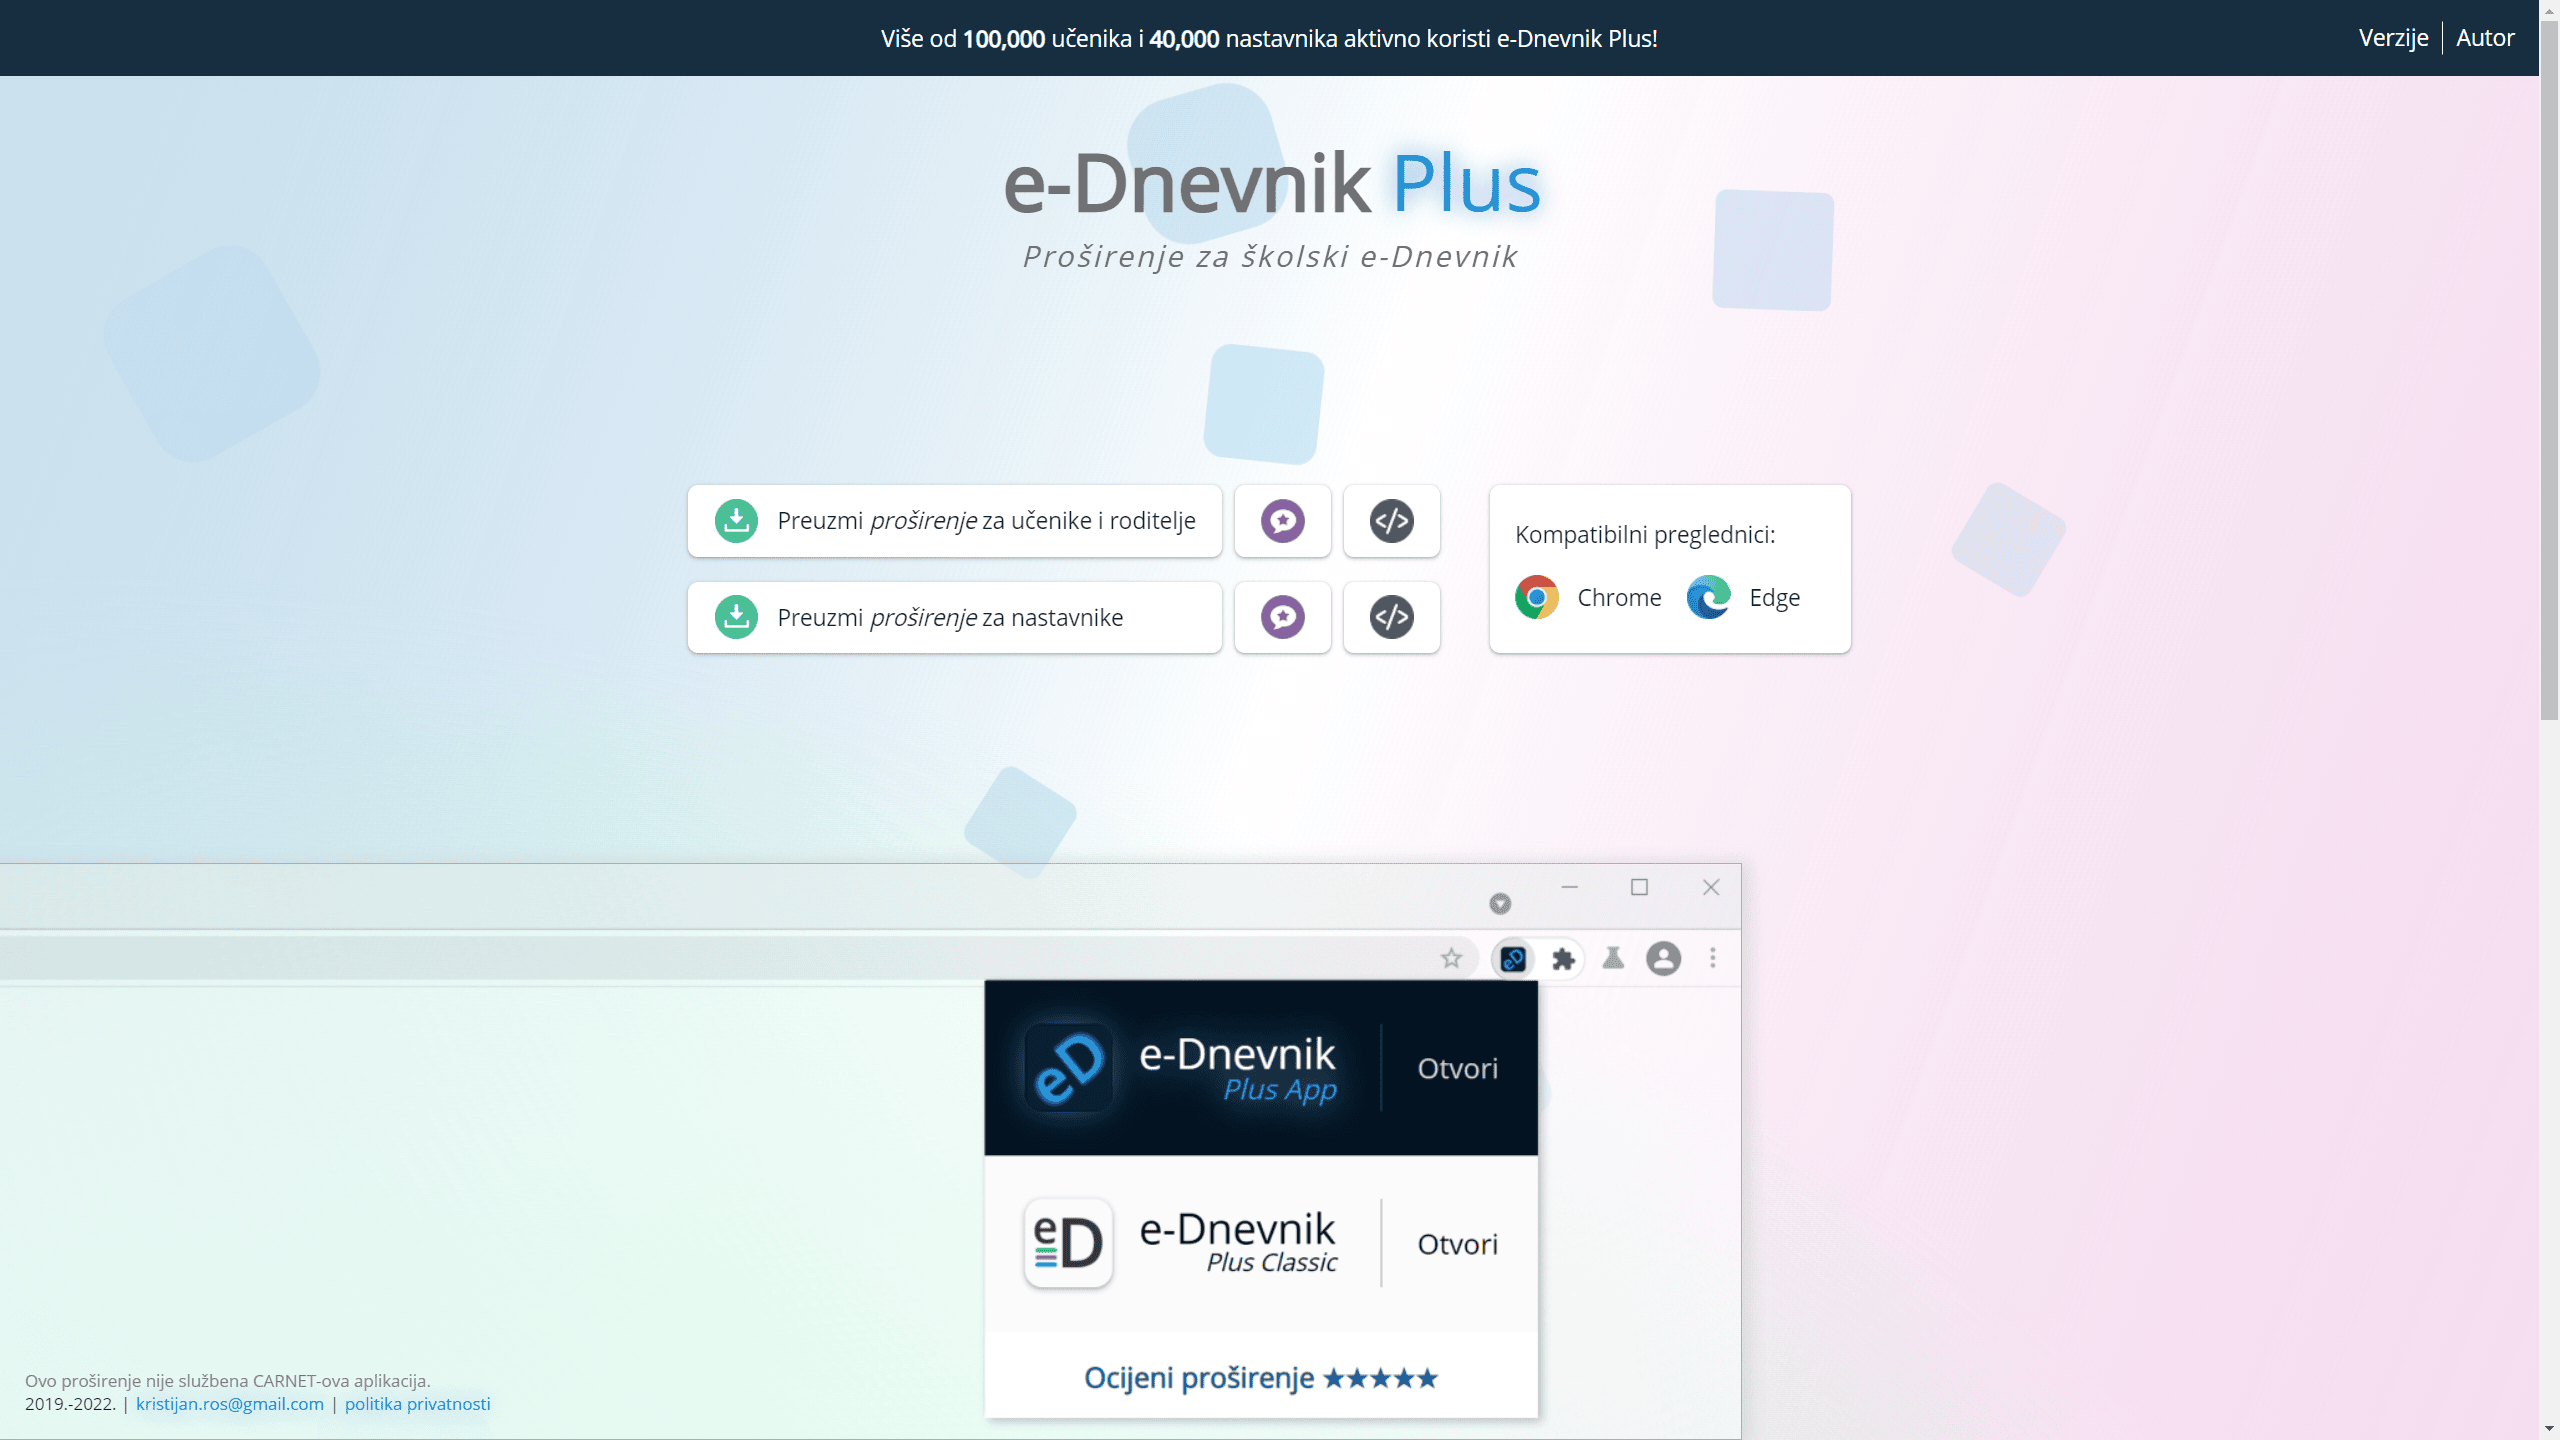 Više od 100,000 učenika i 40,000 nastavnika aktivno koristi e-Dnevnik Plus!
Verzije | Autor
e-Dnevnik Plus
Proširenje za školski e-Dnevnik
Preuzmi proširenje za učenike i roditelje
Preuzmi proširenje za nastavnike
Kompatibilni preglednici:
Chrome Edge
eD e-Dnevnik
Plus App
Otvori
eD e-Dnevnik
Plus Classic
Otvori
Ocijeni proširenje ★★★★★
Ovo proširenje nije službena CARNET-ova aplikacija.
2019.-2022. | kristijan.ros@gmail.com | politika privatnosti